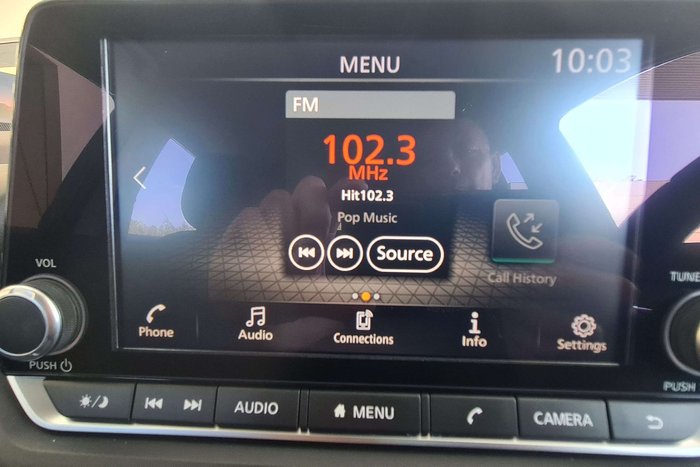 MENU
10:03
FM
102.3
MHz
Hit102.3
Pop Music
Source
Call History
Phone
Audio
Connections
Info
Settings
VOL
PUSH
TUNE
PUSH
AUDIO
MENU
CAMERA